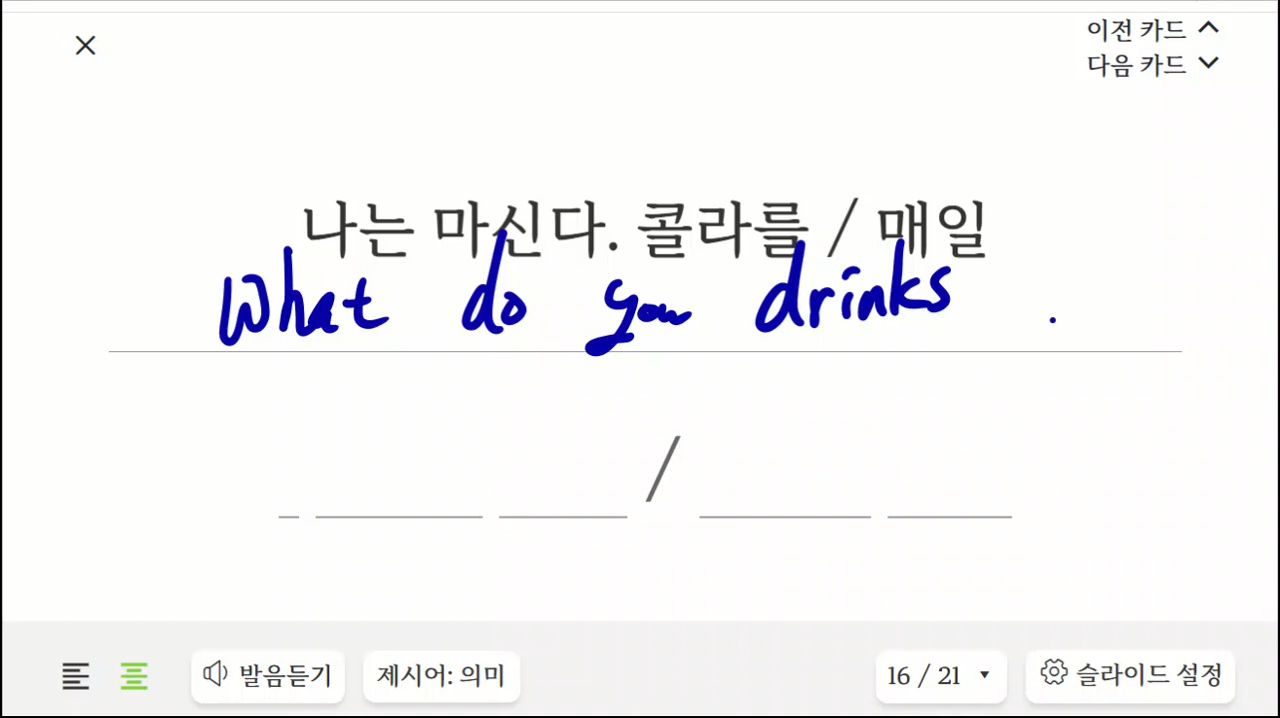 이전 카드
다음 카드
나는 마신다. 콜라를 / 매일
What do you drinks .
/
발음듣기
제시어: 의미
16 / 21
슬라이드 설정